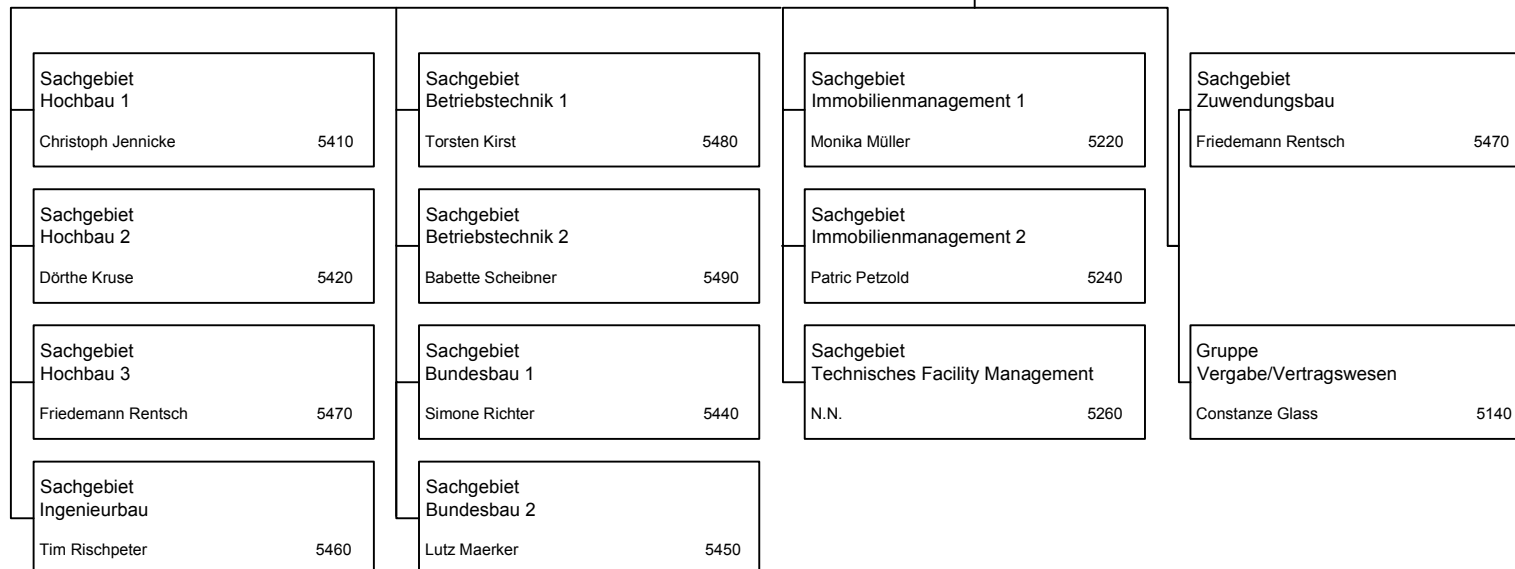 Sachgebiet
Hochbau 1
Christoph Jennicke 5410
Sachgebiet
Hochbau 2
Dörthe Kruse 5420
Sachgebiet
Hochbau 3
Friedemann Rentsch 5470
Sachgebiet
Ingenieurbau
Tim Rischpeter 5460
Sachgebiet
Betriebstechnik 1
Torsten Kirst 5480
Sachgebiet
Betriebstechnik 2
Babette Scheibner 5490
Sachgebiet
Bundesbau 1
Simone Richter 5440
Sachgebiet
Bundesbau 2
Lutz Maerker 5450
Sachgebiet
Immobilienmanagement 1
Monika Müller 5220
Sachgebiet
Immobilienmanagement 2
Patric Petzold 5240
Sachgebiet
Technisches Facility Management
N.N. 5260
Sachgebiet
Zuwendungsbau
Friedemann Rentsch 5470
Gruppe
Vergabe/Vertragswesen
Constanze Glass 5140